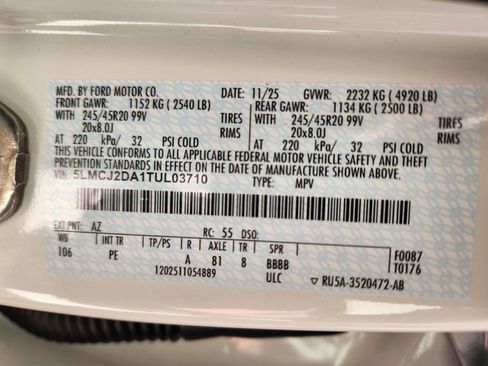 MFD. BY FORD MOTOR CO. 11/25 GVWR: 2232 KG (4920 LB)
FRONT GAWR: 1152 KG (2540 LB) REAR GAWR: 1134 KG (2500 LB)
WITH 245/45R20 99V TIRES WITH 245/45R20 99V TIRES
20x8.0J RIMS 20x8.0J RIMS
AT 220 kPa/ 32 PSI COLD AT 220 kPa/ 32 PSI COLD
THIS VEHICLE CONFORMS TO ALL APPLICABLE FEDERAL MOTOR VEHICLE SAFETY AND THEFT
PREVENTION STANDARDS IN EFFECT ON THE DATE OF MANUFACTURE SHOWN ABOVE.
VIN: 5LMCJ2DA1TUL03710 TYPE: MPV
EXT PNT: AZ RC: 55 DSO: F0087
WB INT TR TP/PS R AXLE TR SPR T0176
106 PE A 81 8 BBBB
1202511054889 ULC ▽ RU5A-3520472-AB